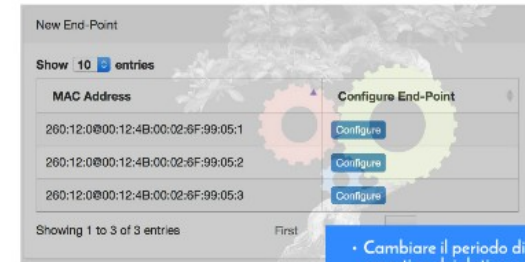 New End-Point
Show 10 entries
MAC Address Configure End-Point
260:12:0@00:12:4B:00:02:6F:99:05:1 Configure
260:12:0@00:12:4B:00:02:6F:99:05:2 Configure
260:12:0@00:12:4B:00:02:6F:99:05:3 Configure
Showing 1 to 3 of 3 entries First
• Cambiare il periodo di